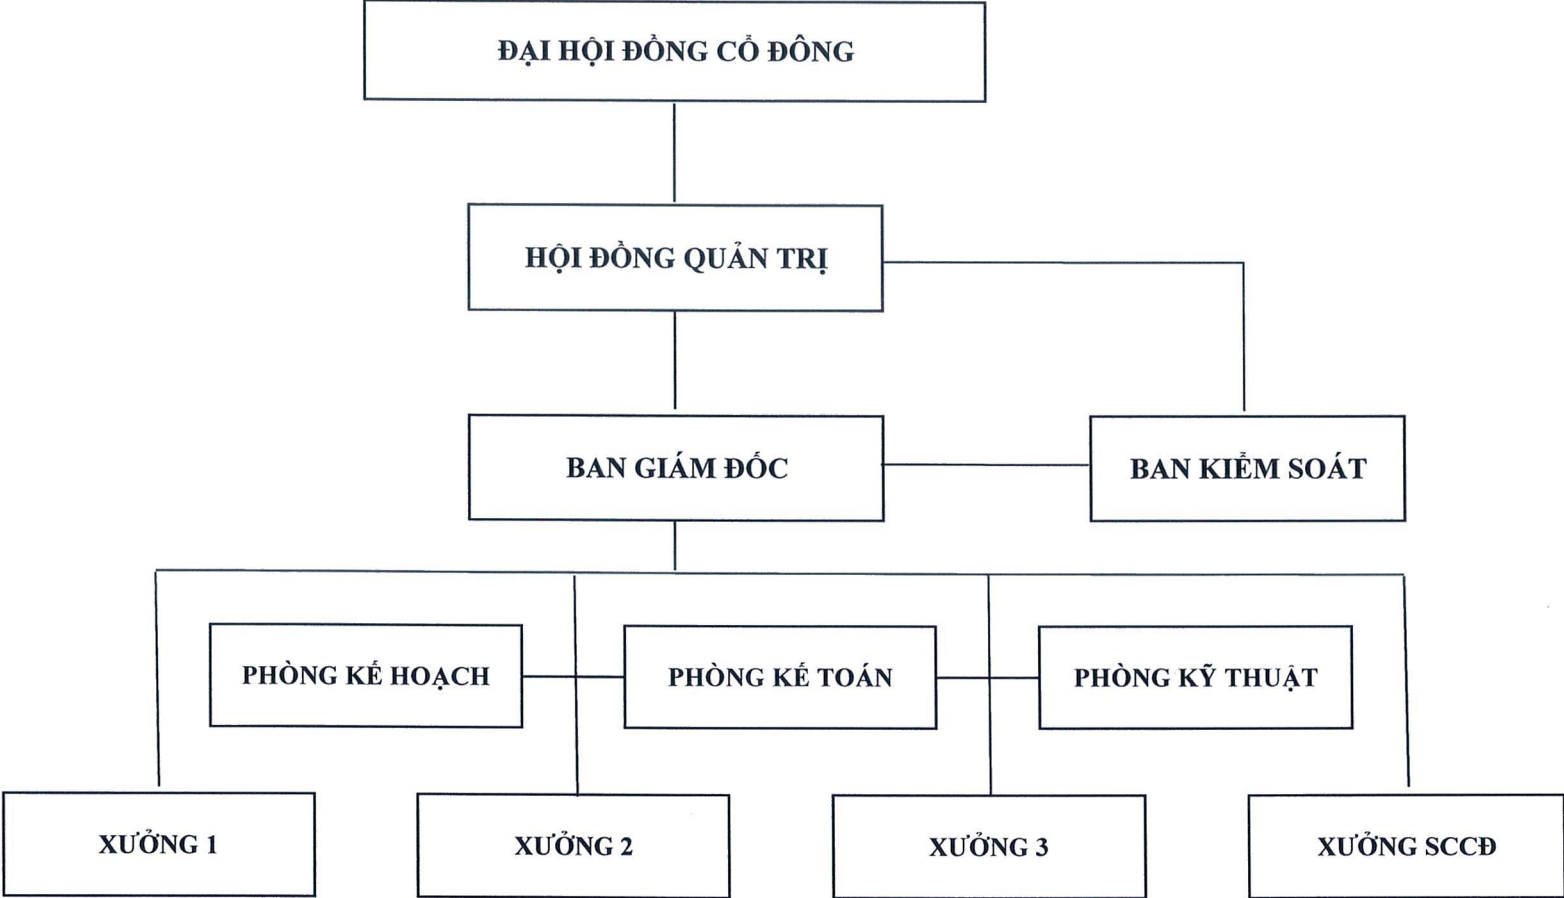 ĐẠI HỘI ĐỒNG CỔ ĐÔNG
HỘI ĐỒNG QUẢN TRỊ
BAN GIÁM ĐỐC
BAN KIỂM SOÁT
PHÒNG KẾ HOẠCH
PHÒNG KẾ TOÁN
PHÒNG KỸ THUẬT
XƯỞNG 1
XƯỞNG 2
XƯỞNG 3
XƯỞNG SCCĐ